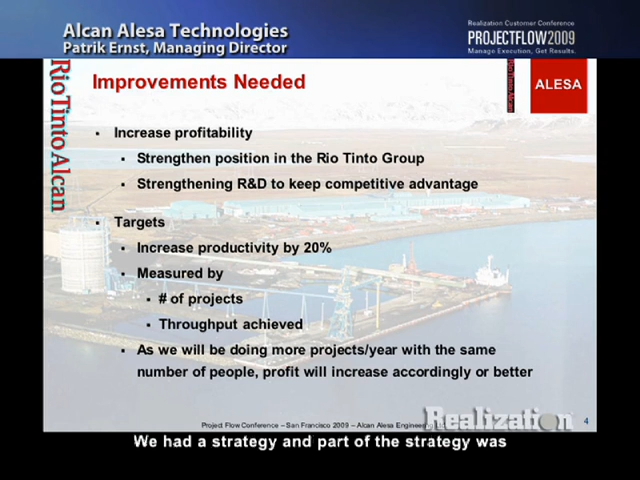 Alcan Alesa Technologies
Patrik Ernst, Managing Director
Realization Customer Conference
PROJECTFLOW2009
Manage Execution, Get Results.
RioTintoAlcan
Improvements Needed
RioTintoAlcan
ALESA
▪ Increase profitability
▪ Strengthen position in the Rio Tinto Group
▪ Strengthening R&D to keep competitive advantage
▪ Targets
▪ Increase productivity by 20%
▪ Measured by
▪ # of projects
▪ Throughput achieved
▪ As we will be doing more projects/year with the same
number of people, profit will increase accordingly or better
Project Flow Conference – San Francisco 2009 – Alcan Alesa Engineering
Realization
4
We had a strategy and part of the strategy was